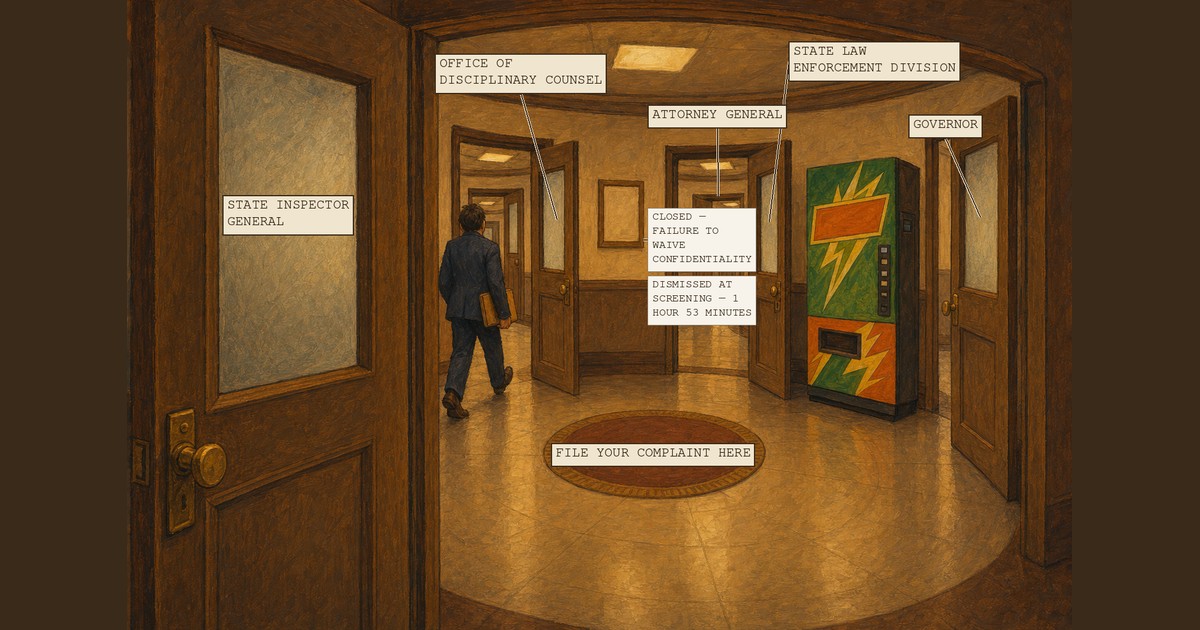 OFFICE OF
DISCIPLINARY COUNSEL
STATE LAW
ENFORCEMENT DIVISION
ATTORNEY GENERAL
GOVERNOR
STATE INSPECTOR
GENERAL
CLOSED —
FAILURE TO
WAIVE
CONFIDENTIALITY
DISMISSED AT
SCREENING — 1
HOUR 53 MINUTES
FILE YOUR COMPLAINT HERE